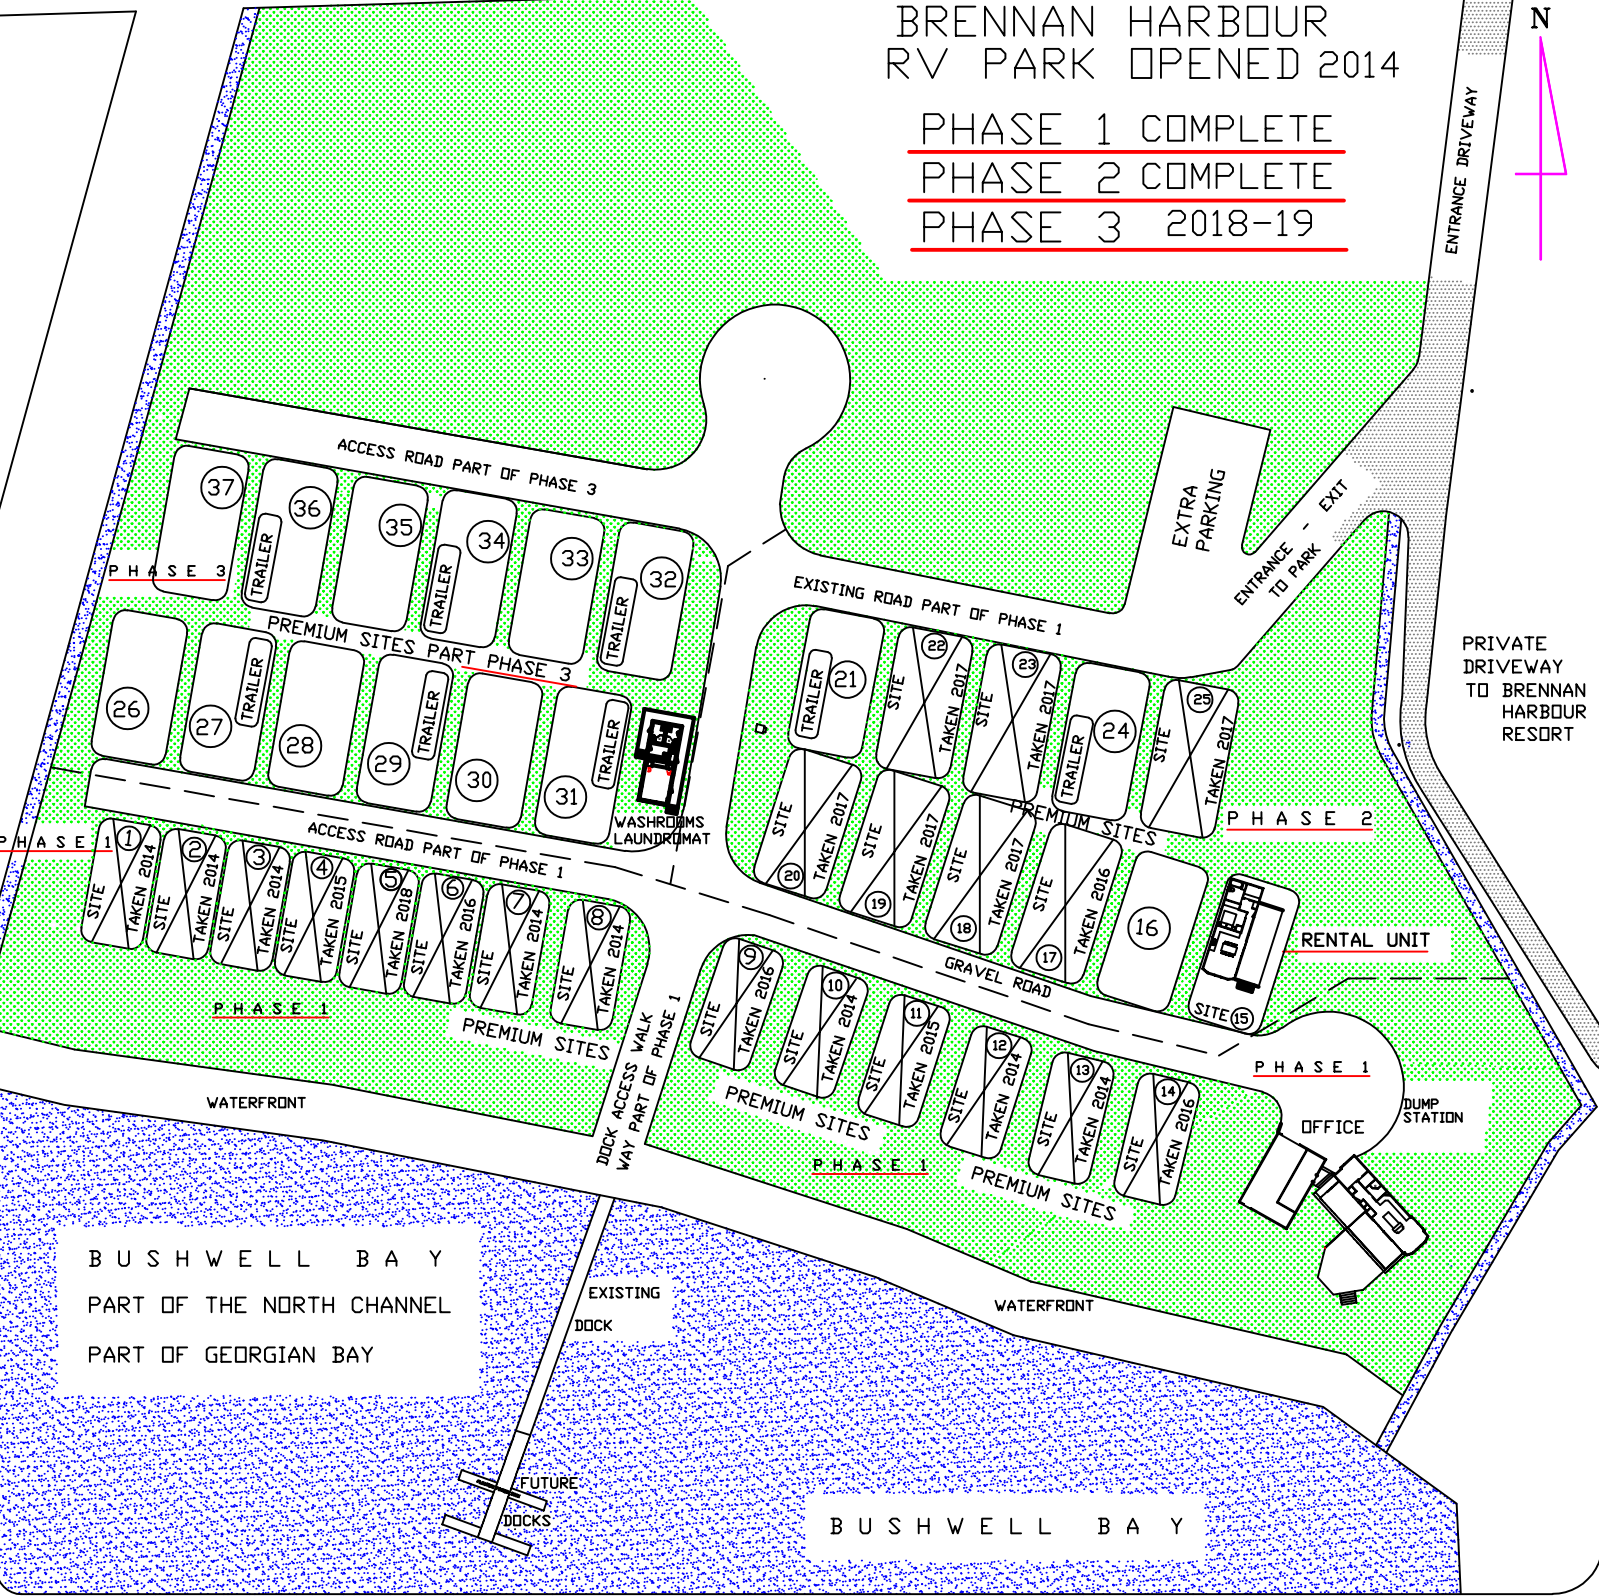 BRENNAN HARBOUR
RV PARK OPENED 2014
PHASE 1 COMPLETE
PHASE 2 COMPLETE
PHASE 3 2018-19
N
ENTRANCE DRIVEWAY
ACCESS ROAD PART OF PHASE 3
37
36
TRAILER
35
34
TRAILER
33
32
TRAILER
PHASE 3
PREMIUM SITES PART PHASE 3
26
27
TRAILER
28
29
TRAILER
30
31
TRAILER
WASHROOMS
LAUNDROMAT
EXTRA
PARKING
ENTRANCE - EXIT
TO PARK
EXISTING ROAD PART OF PHASE 1
PRIVATE
DRIVEWAY
TO BRENNAN
HARBOUR
RESORT
21
TRAILER
22
SITE
TAKEN 2017
23
SITE
TAKEN 2017
24
TRAILER
25
SITE
TAKEN 2017
PREMIUM SITES
PHASE 2
20
SITE
TAKEN 2017
19
SITE
TAKEN 2017
18
SITE
TAKEN 2017
17
SITE
TAKEN 2016
16
RENTAL UNIT
SITE 15
PHASE 1
ACCESS ROAD PART OF PHASE 1
1
SITE
TAKEN 2014
2
SITE
TAKEN 2014
3
SITE
TAKEN 2014
4
SITE
TAKEN 2015
5
SITE
TAKEN 2018
6
SITE
TAKEN 2016
7
SITE
TAKEN 2014
8
SITE
TAKEN 2014
PHASE 1
PREMIUM SITES
GRAVEL ROAD
DOCK ACCESS WALK
WAY PART OF PHASE 1
9
SITE
TAKEN 2016
10
SITE
TAKEN 2014
11
SITE
TAKEN 2015
12
SITE
TAKEN 2014
13
SITE
TAKEN 2014
14
SITE
TAKEN 2016
PREMIUM SITES
PHASE 1
PREMIUM SITES
PHASE 1
DUMP
STATION
OFFICE
WATERFRONT
WATERFRONT
BUSHWELL BAY
PART OF THE NORTH CHANNEL
PART OF GEORGIAN BAY
EXISTING
DOCK
FUTURE
DOCKS
BUSHWELL BAY